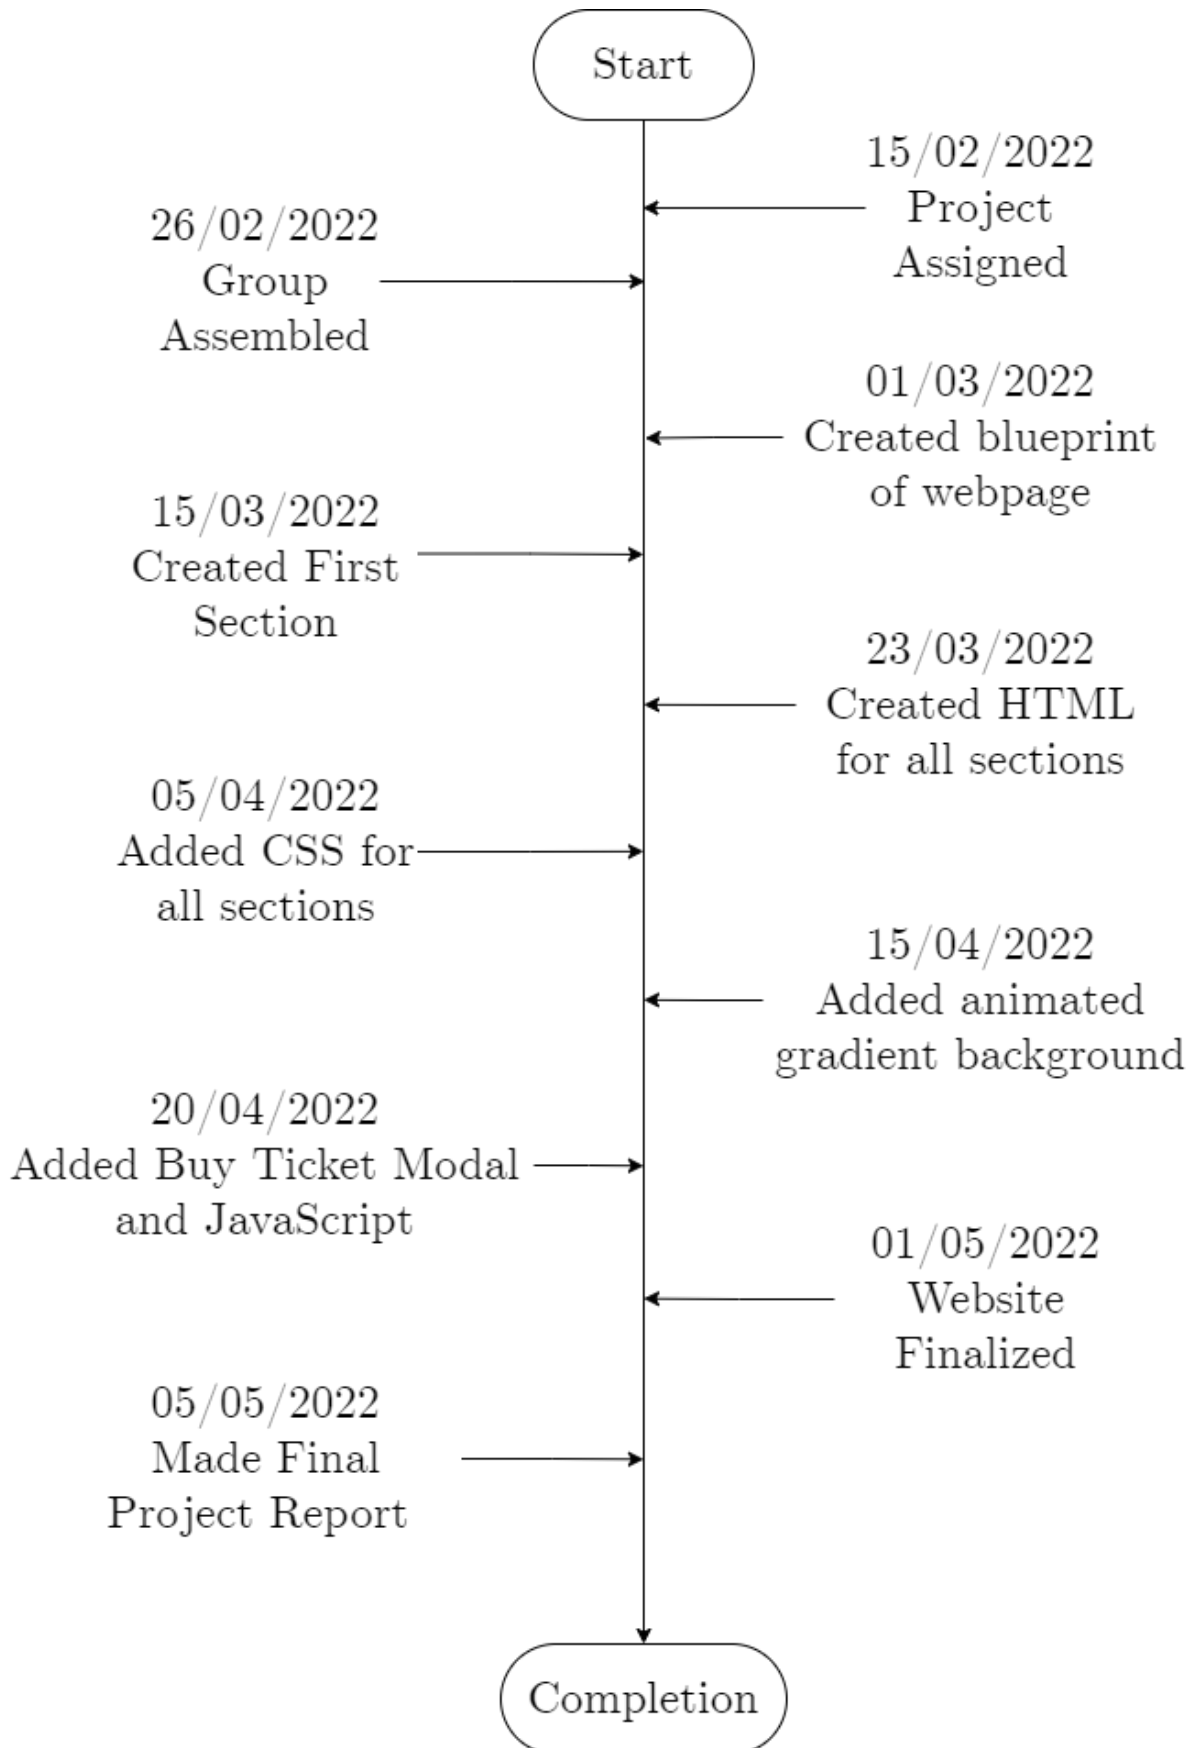 Start
15/02/2022
Project
Assigned
26/02/2022
Group
Assembled
01/03/2022
Created blueprint
of webpage
15/03/2022
Created First
Section
23/03/2022
Created HTML
for all sections
05/04/2022
Added CSS for
all sections
15/04/2022
Added animated
gradient background
20/04/2022
Added Buy Ticket Modal
and JavaScript
01/05/2022
Website
Finalized
05/05/2022
Made Final
Project Report
Completion